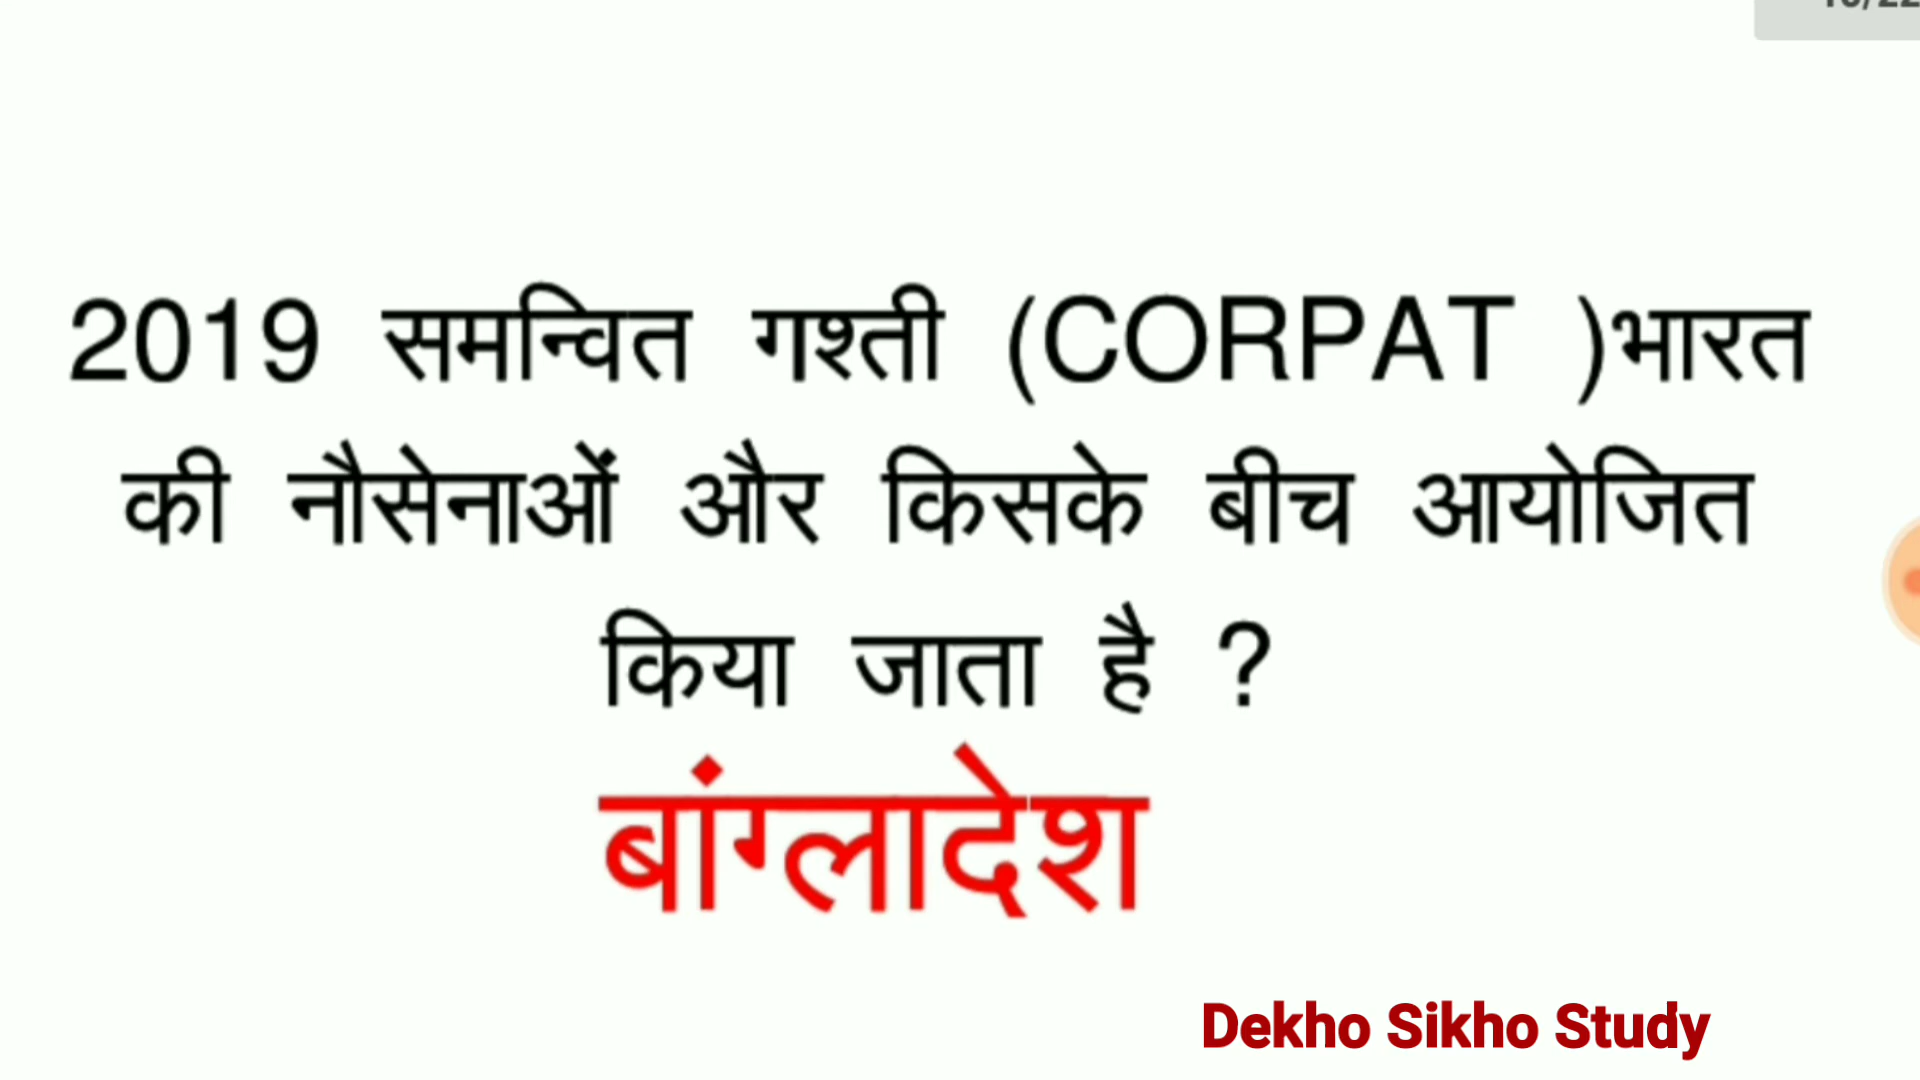 2019 समन्वित गश्ती (CORPAT )भारत
की नौसेनाओं और किसके बीच आयोजित
किया जाता है ?
बांग्लादेश
Dekho Sikho Study